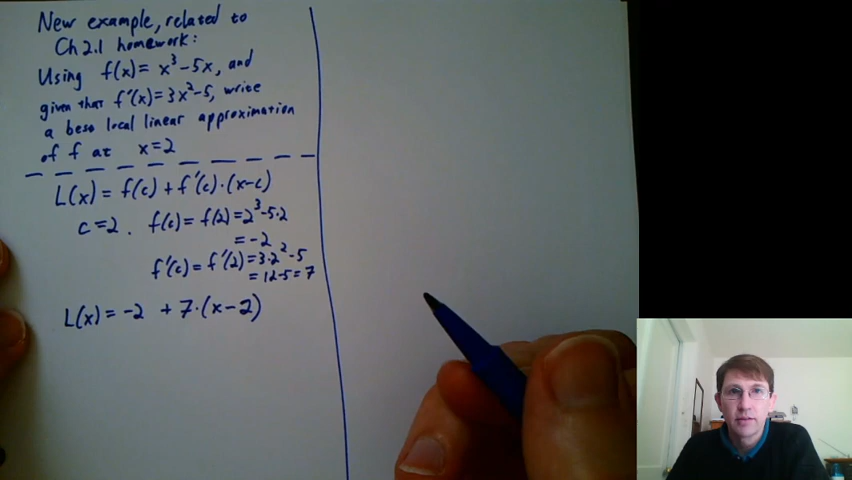 New example, related to
Ch 2.1 homework:
Using f(x) = x³ - 5x, and
given that f'(x) = 3x² - 5, write
a best local linear approximation
of f at x = 2
L(x) = f(c) + f'(c)·(x-c)
c = 2. f(c) = f(2) = 2³ - 5·2
= -2
f'(c) = f'(2) = 3·2² - 5
= 12 - 5 = 7
L(x) = -2 + 7·(x-2)